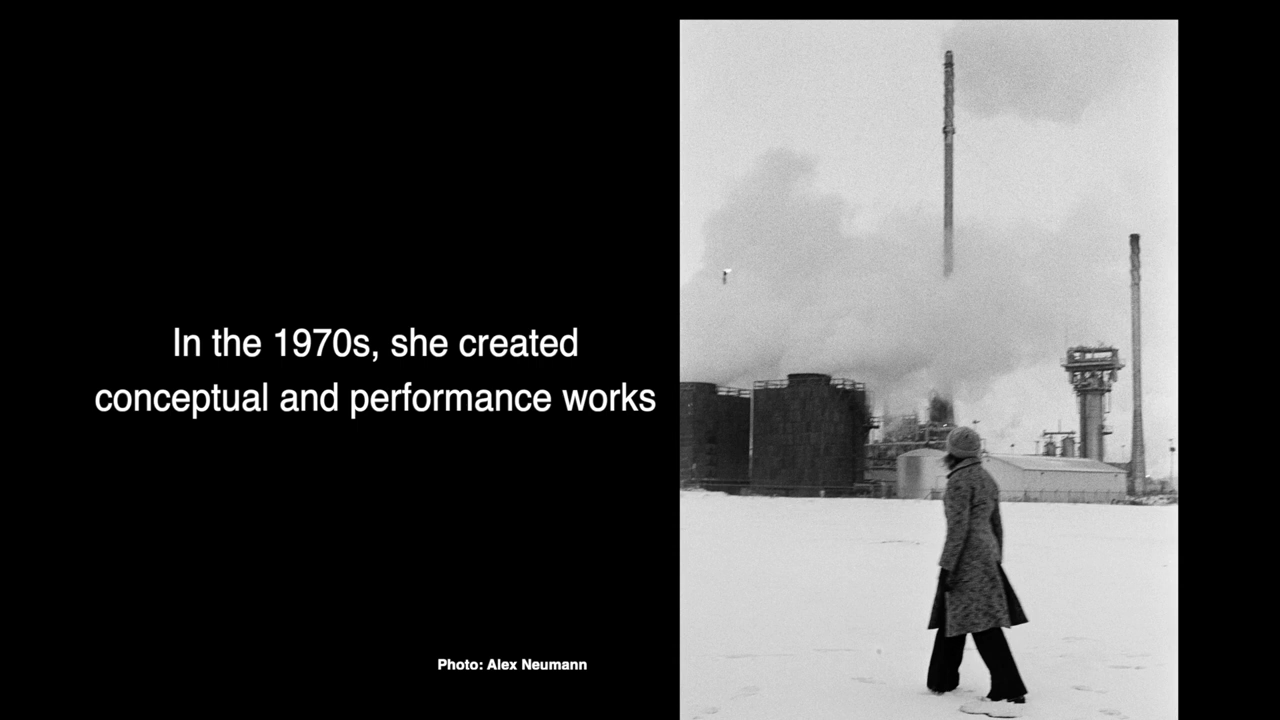 In the 1970s, she created
conceptual and performance works
Photo: Alex Neumann